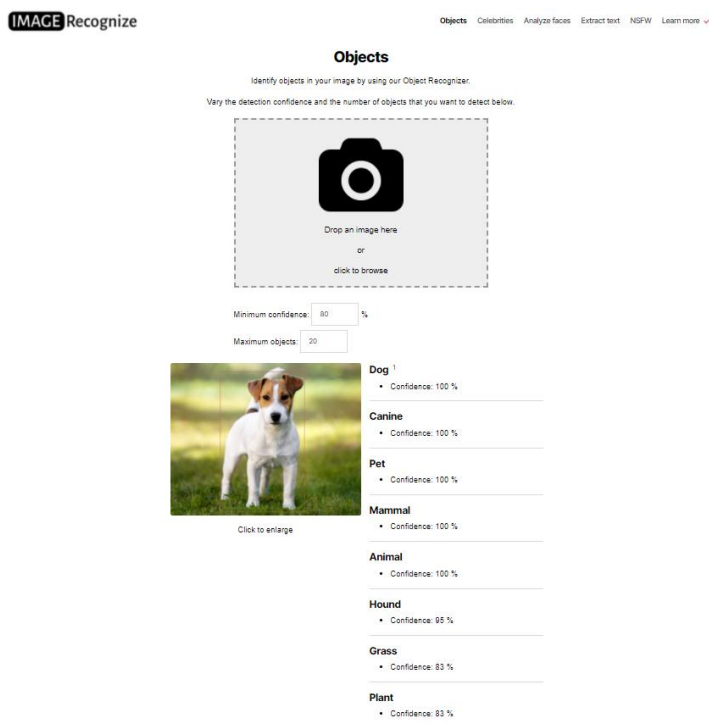 IMAGE Recognize
Objects Celebrities Analyze faces Extract text NSFW Learn more
Objects
Identify objects in your image by using our Object Recognizer.
Vary the detection confidence and the number of objects that you want to detect below.
Drop an image here
or
click to browse
Minimum confidence: 80 %
Maximum objects: 20
Click to enlarge
Dog 1
Confidence: 100 %
Canine
Confidence: 100 %
Pet
Confidence: 100 %
Mammal
Confidence: 100 %
Animal
Confidence: 100 %
Hound
Confidence: 95 %
Grass
Confidence: 83 %
Plant
Confidence: 83 %